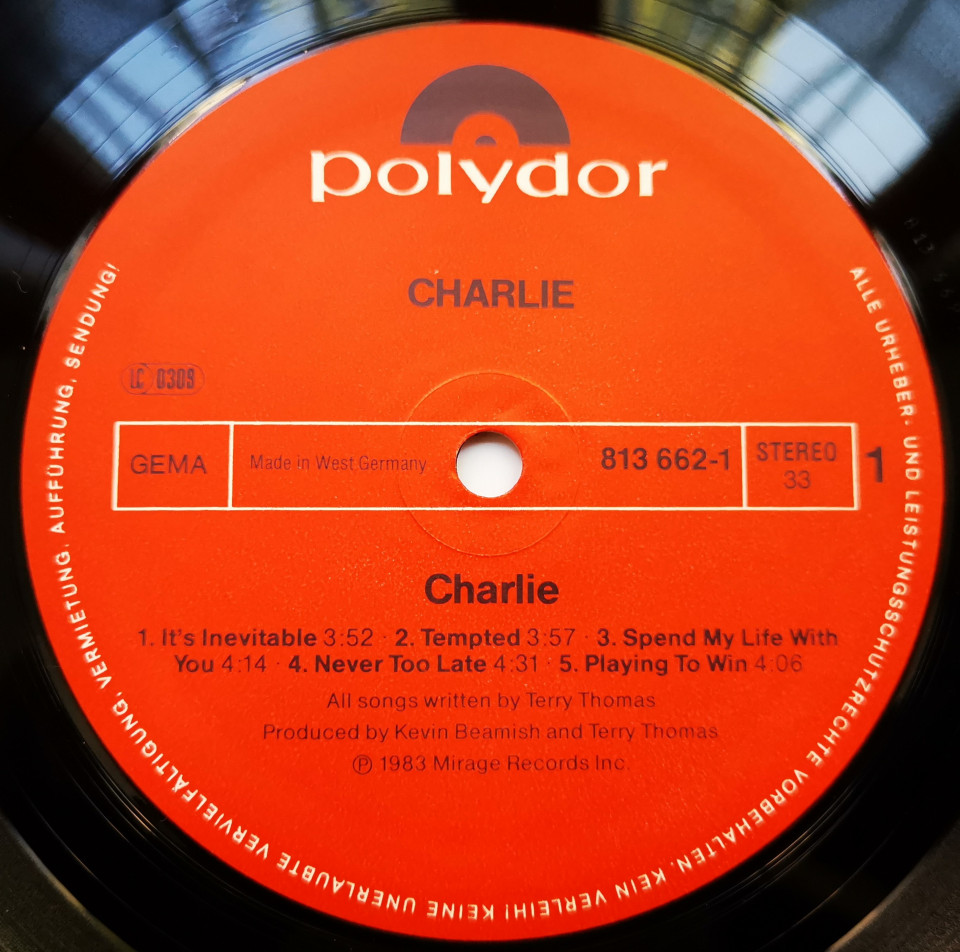 polydor
CHARLIE
LC 0309
GEMA
Made in West Germany
813 662-1
STEREO
33
1
Charlie
1. It's Inevitable 3:52 · 2. Tempted 3:57 · 3. Spend My Life With
You 4:14 · 4. Never Too Late 4:31 · 5. Playing To Win 4:06
All songs written by Terry Thomas
Produced by Kevin Beamish and Terry Thomas
℗ 1983 Mirage Records Inc.
ALLE URHEBER- UND LEISTUNGSSCHUTZRECHTE VORBEHALTEN. KEIN VERLEIH! KEINE UNERLAUBTE VERVIELFÄLTIGUNG, VERMIETUNG, AUFFÜHRUNG, SENDUNG!